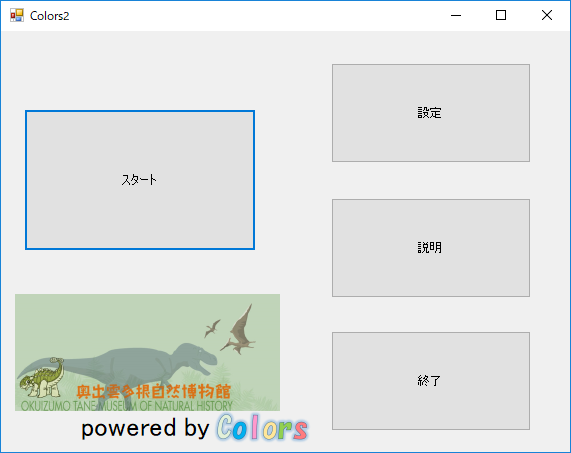 Colors2
スタート
設定
説明
終了
奥出雲多根自然博物館
OKUIZUMO TANE MUSEUM OF NATURAL HISTORY
powered by Colors